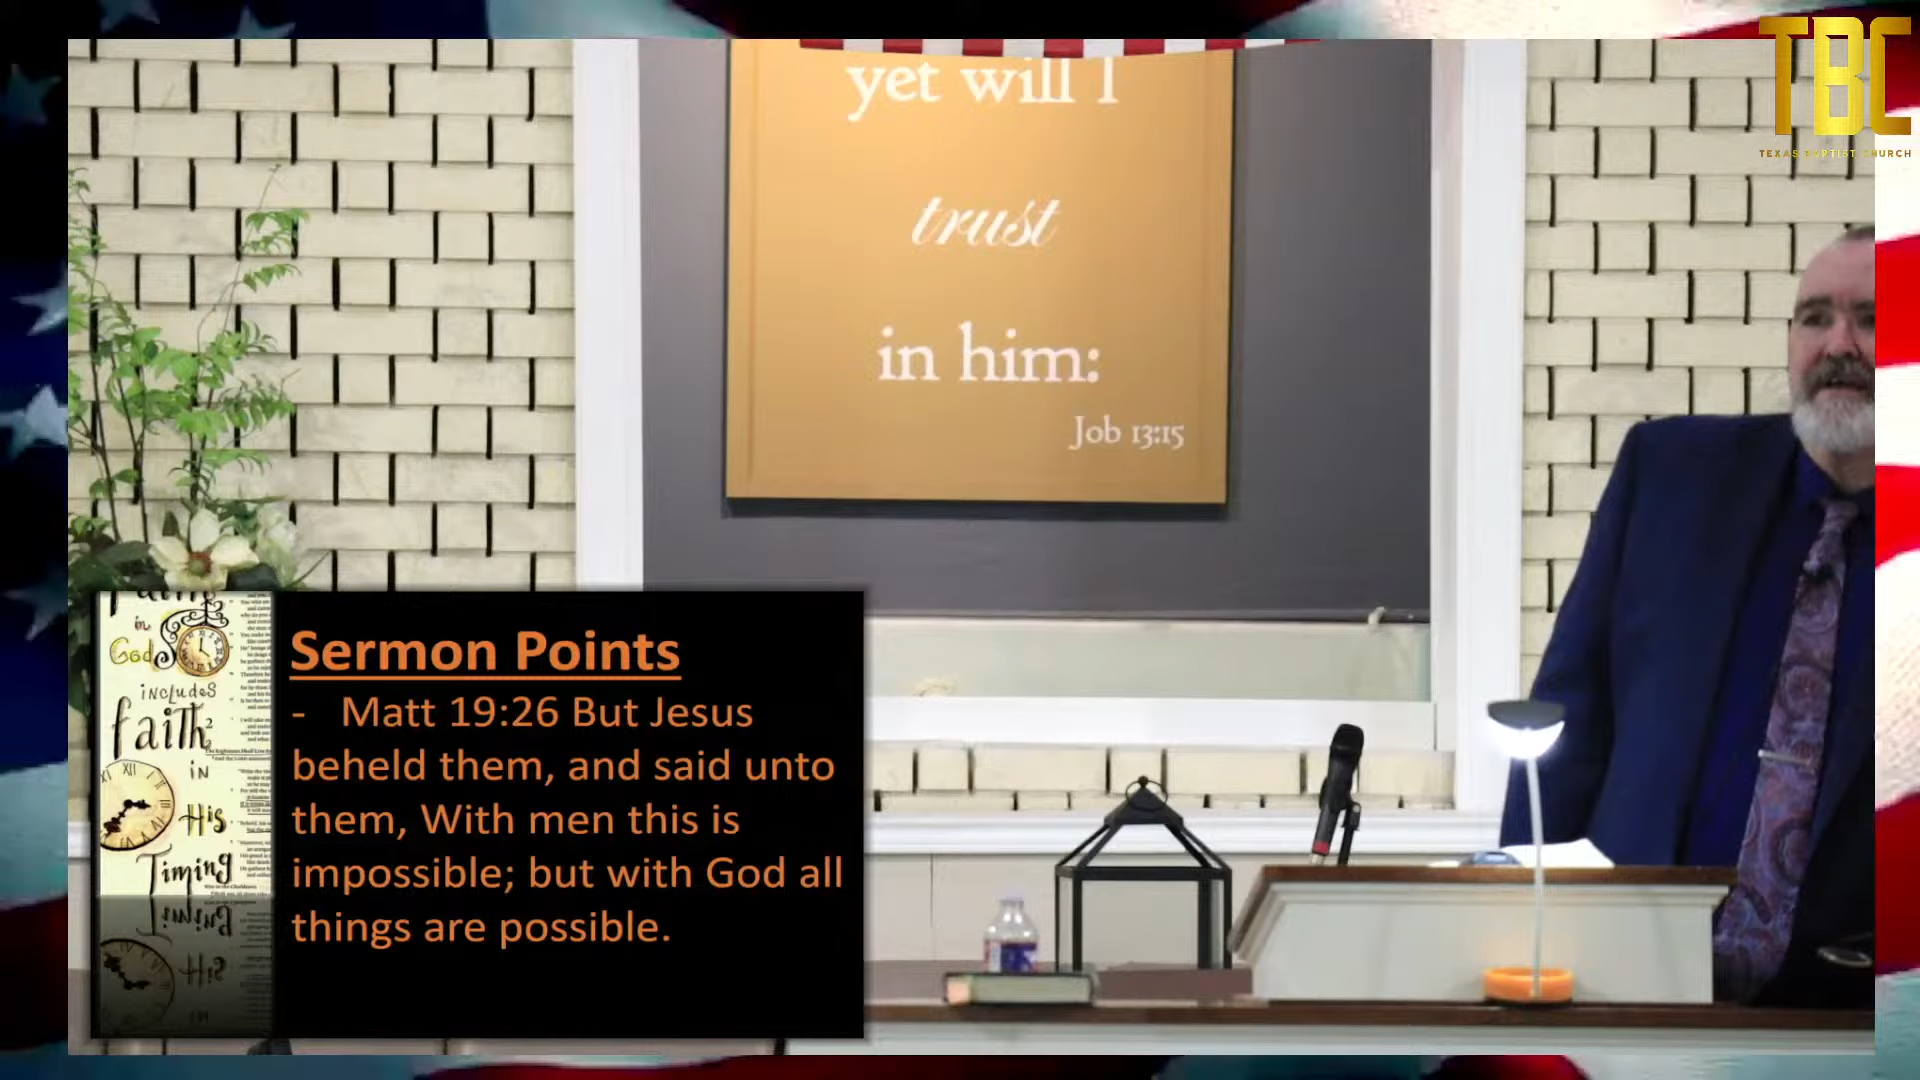 TBC
TEXAS BAPTIST CHURCH
yet will I
trust
in him:
Job 13:15
Faith
in
God's
includes
faith
in
His
Timing
Sermon Points
- Matt 19:26 But Jesus
beheld them, and said unto
them, With men this is
impossible; but with God all
things are possible.